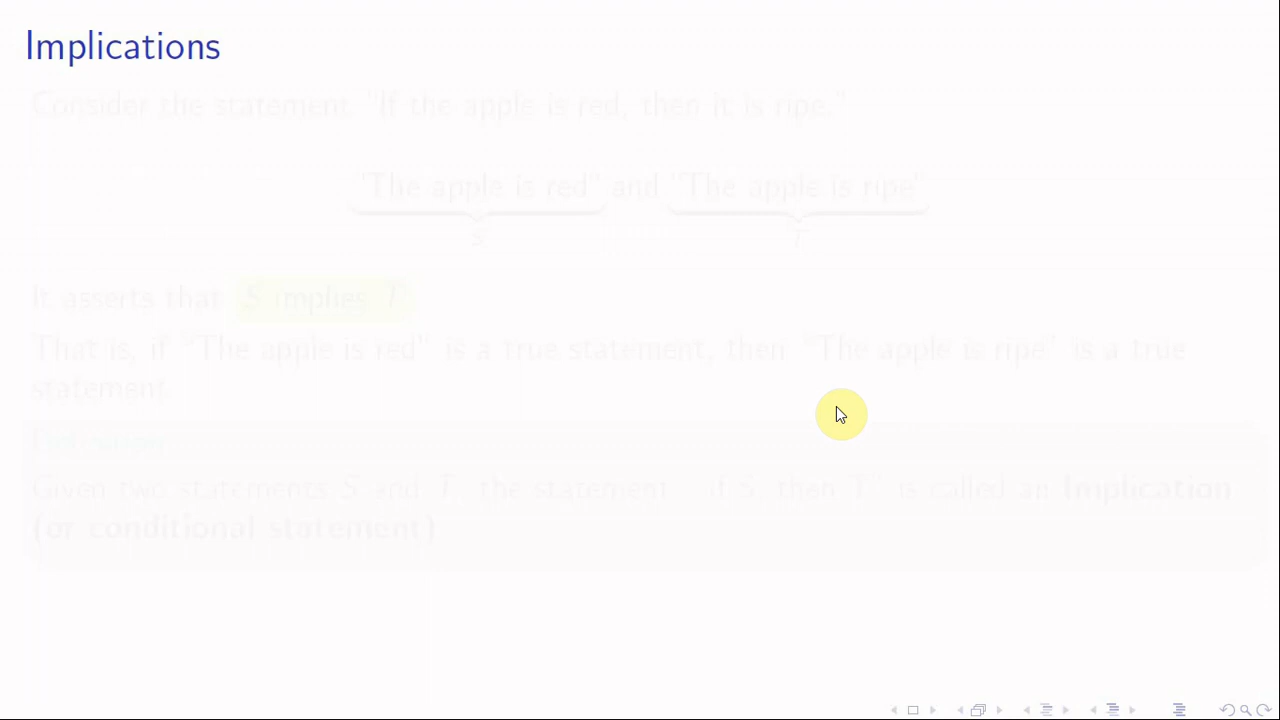 Implications
Consider the statement "If the apple is red, then it is ripe."
"The apple is red" and "The apple is ripe"
S T
It asserts that S implies T.
That is, if "The apple is red" is a true statement, then "The apple is ripe" is a true
statement.
Definition
Given two statements S and T, the statement "If S, then T" is called an Implication
(or conditional statement)